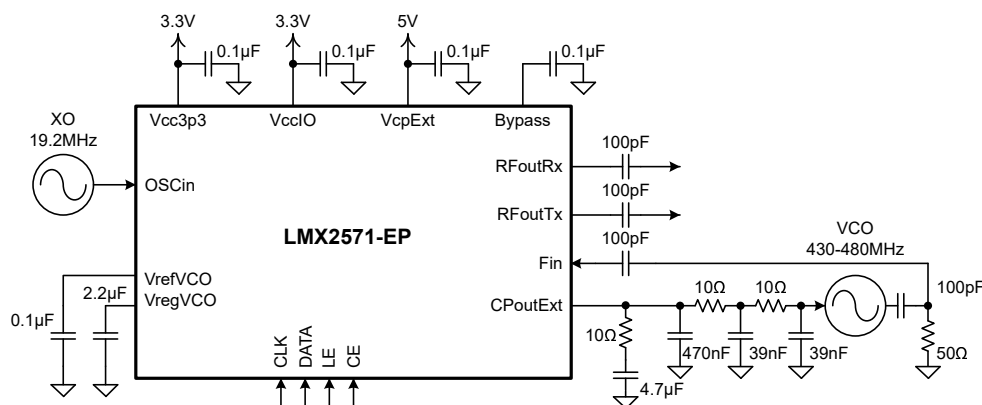 3.3V
3.3V
5V
0.1µF
0.1µF
0.1µF
0.1µF
XO
19.2MHz
Vcc3p3
VccIO
VcpExt
Bypass
100pF
RFoutRx
OSCin
100pF
RFoutTx
LMX2571-EP
100pF
VCO
430-480MHz
Fin
VrefVCO
2.2µF
VregVCO
0.1µF
CPoutExt
10Ω
10Ω
100pF
10Ω
470nF
39nF
39nF
50Ω
4.7µF
CLK
DATA
LE
CE